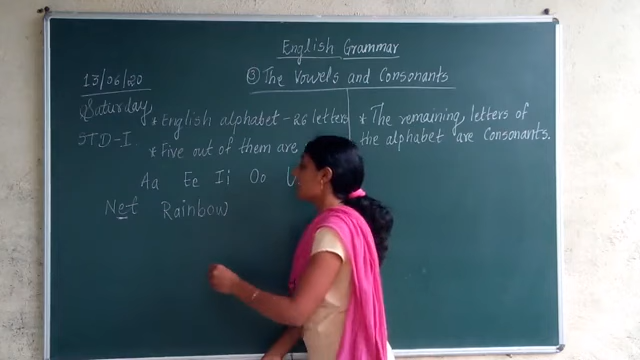 English Grammar
③ The Vowels and Consonants
13/06/20
Saturday
STD-I.
* English alphabet - 26 letters
* Five out of them are
Aa Ee Ii Oo U
Net Rainbow
* The remaining letters of
the alphabet are Consonants.